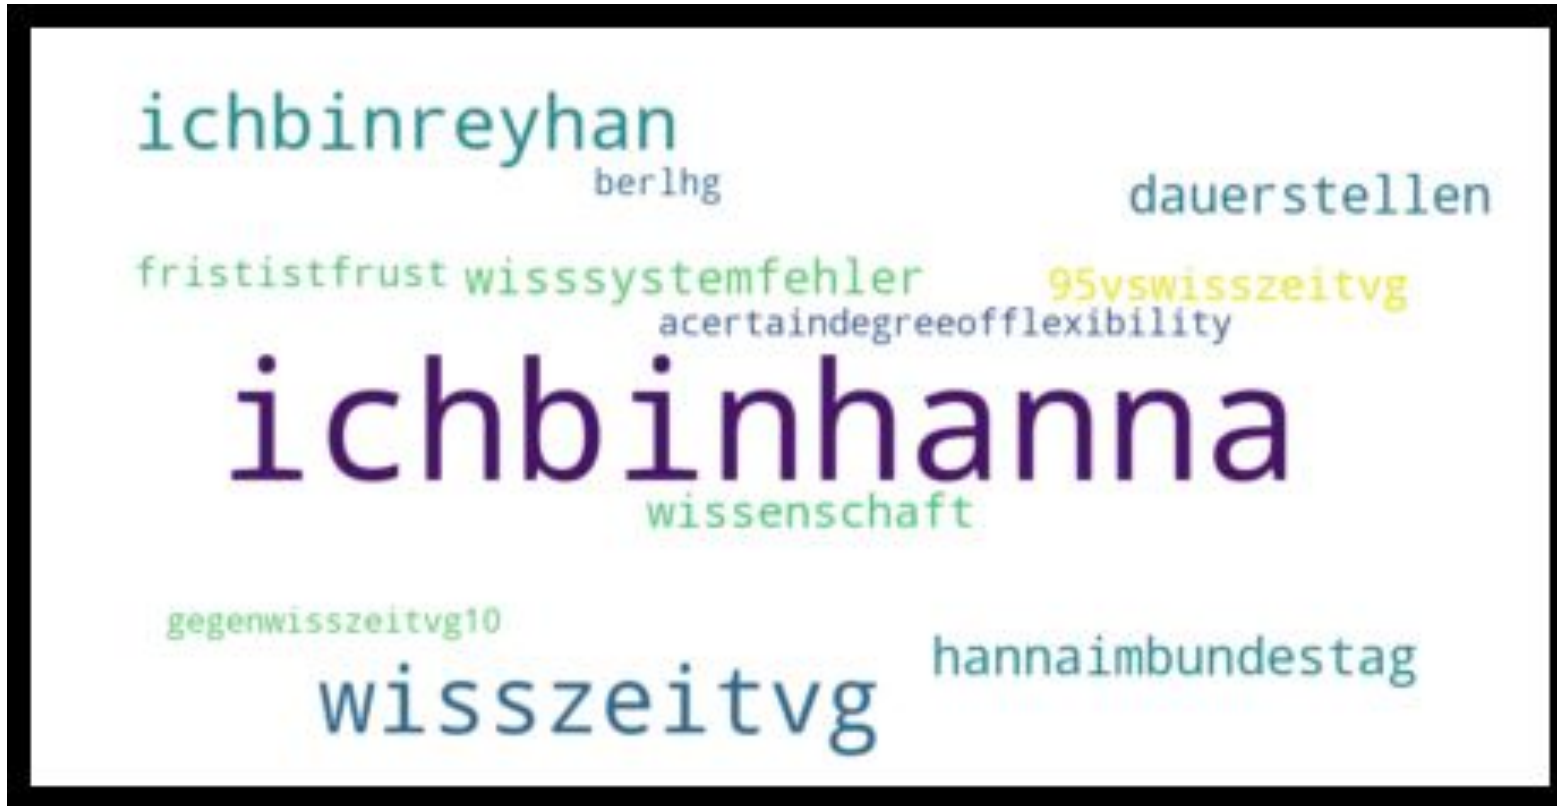 ichbinreyhan
berlhg
dauerstellen
frististfrust
wisssystemfehler
95vswisszeitvg
acertaindegreeofflexibility
ichbinhanna
wissenschaft
gegenwisszeitvg10
hannaimbundestag
wisszeitvg